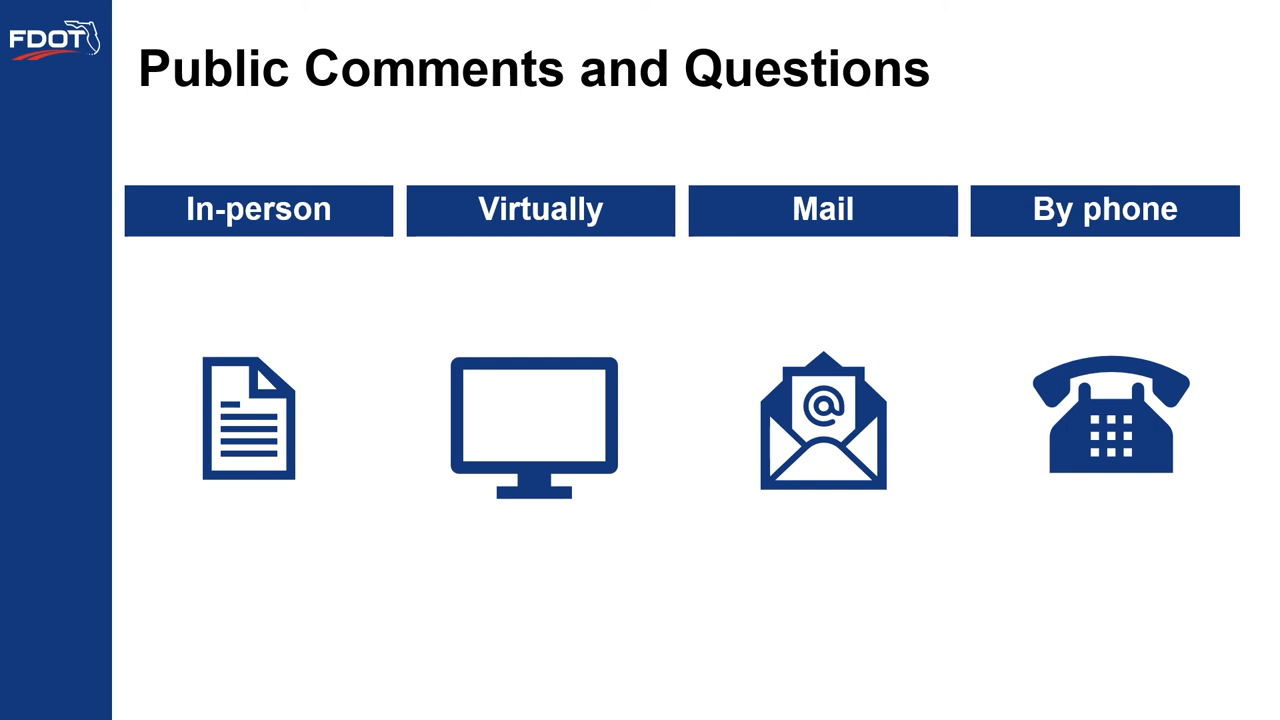 FDOT
Public Comments and Questions
In-person
Virtually
Mail
By phone
@